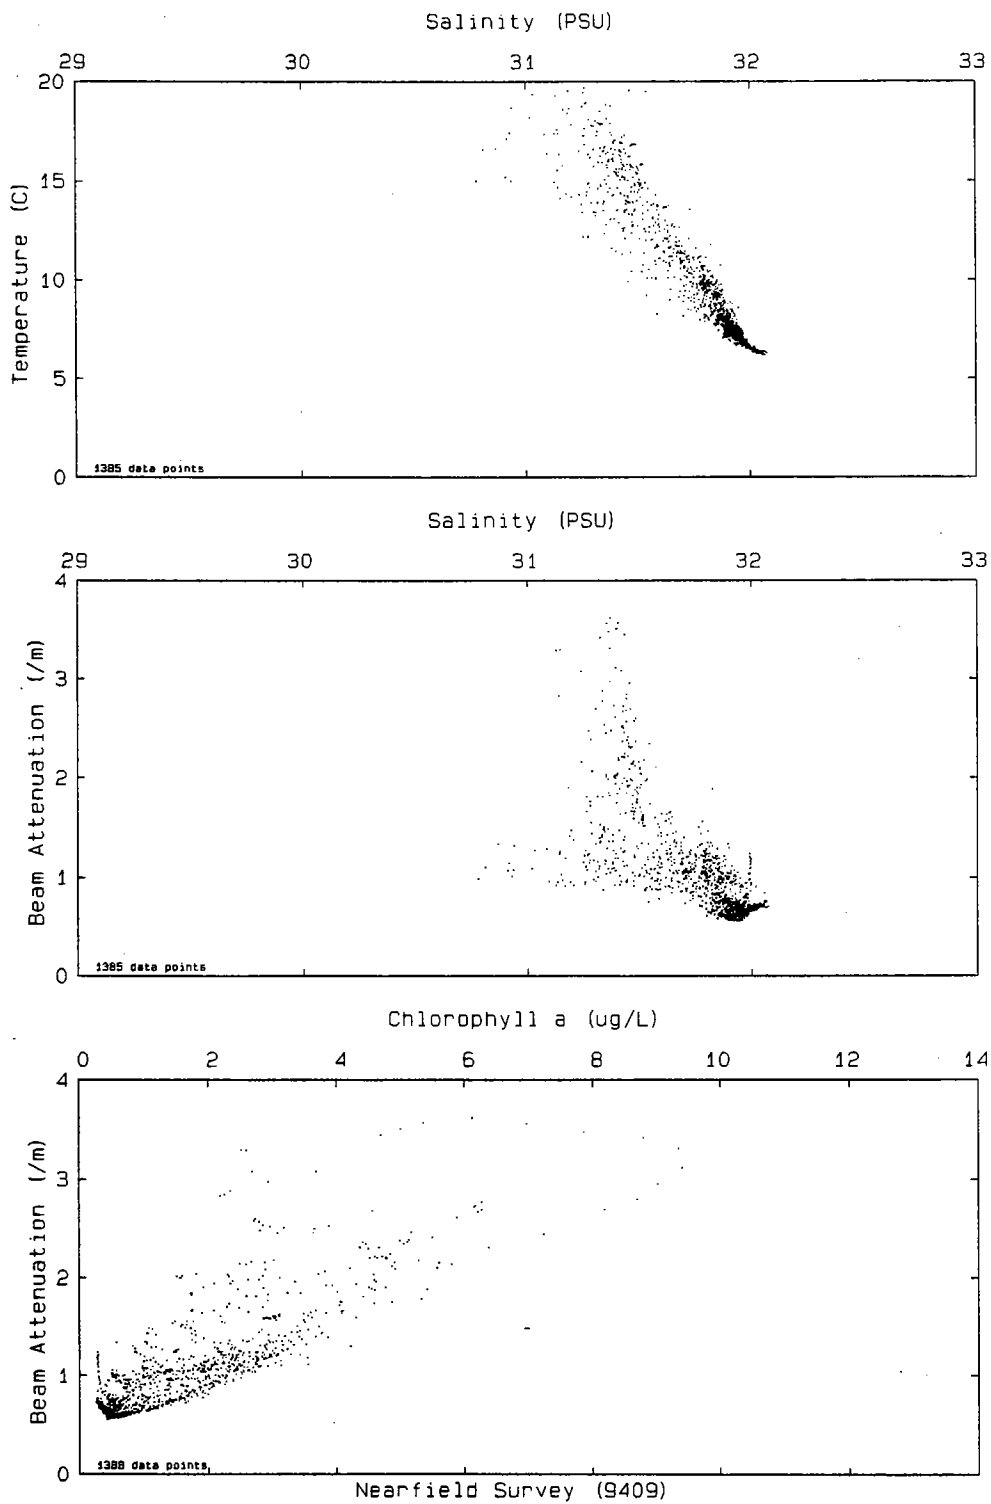 Salinity (PSU)
29 30 31 32 33
20
15
10
5
0
Temperature (C)
1385 data points
Salinity (PSU)
29 30 31 32 33
4
3
2
1
0
Beam Attenuation (/m)
1385 data points
Chlorophyll a (ug/L)
0 2 4 6 8 10 12 14
4
3
2
1
0
Beam Attenuation (/m)
1388 data points
Nearfield Survey (9409)